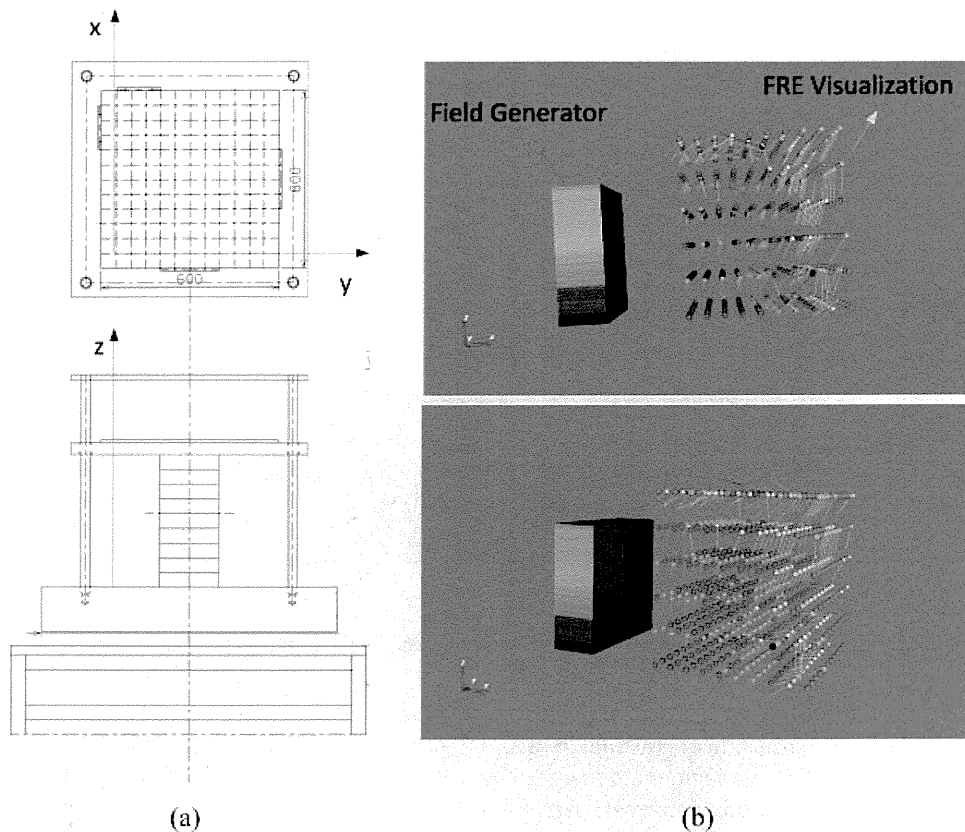 x
600
600
y
z
Field Generator
FRE Visualization
(a)
(b)